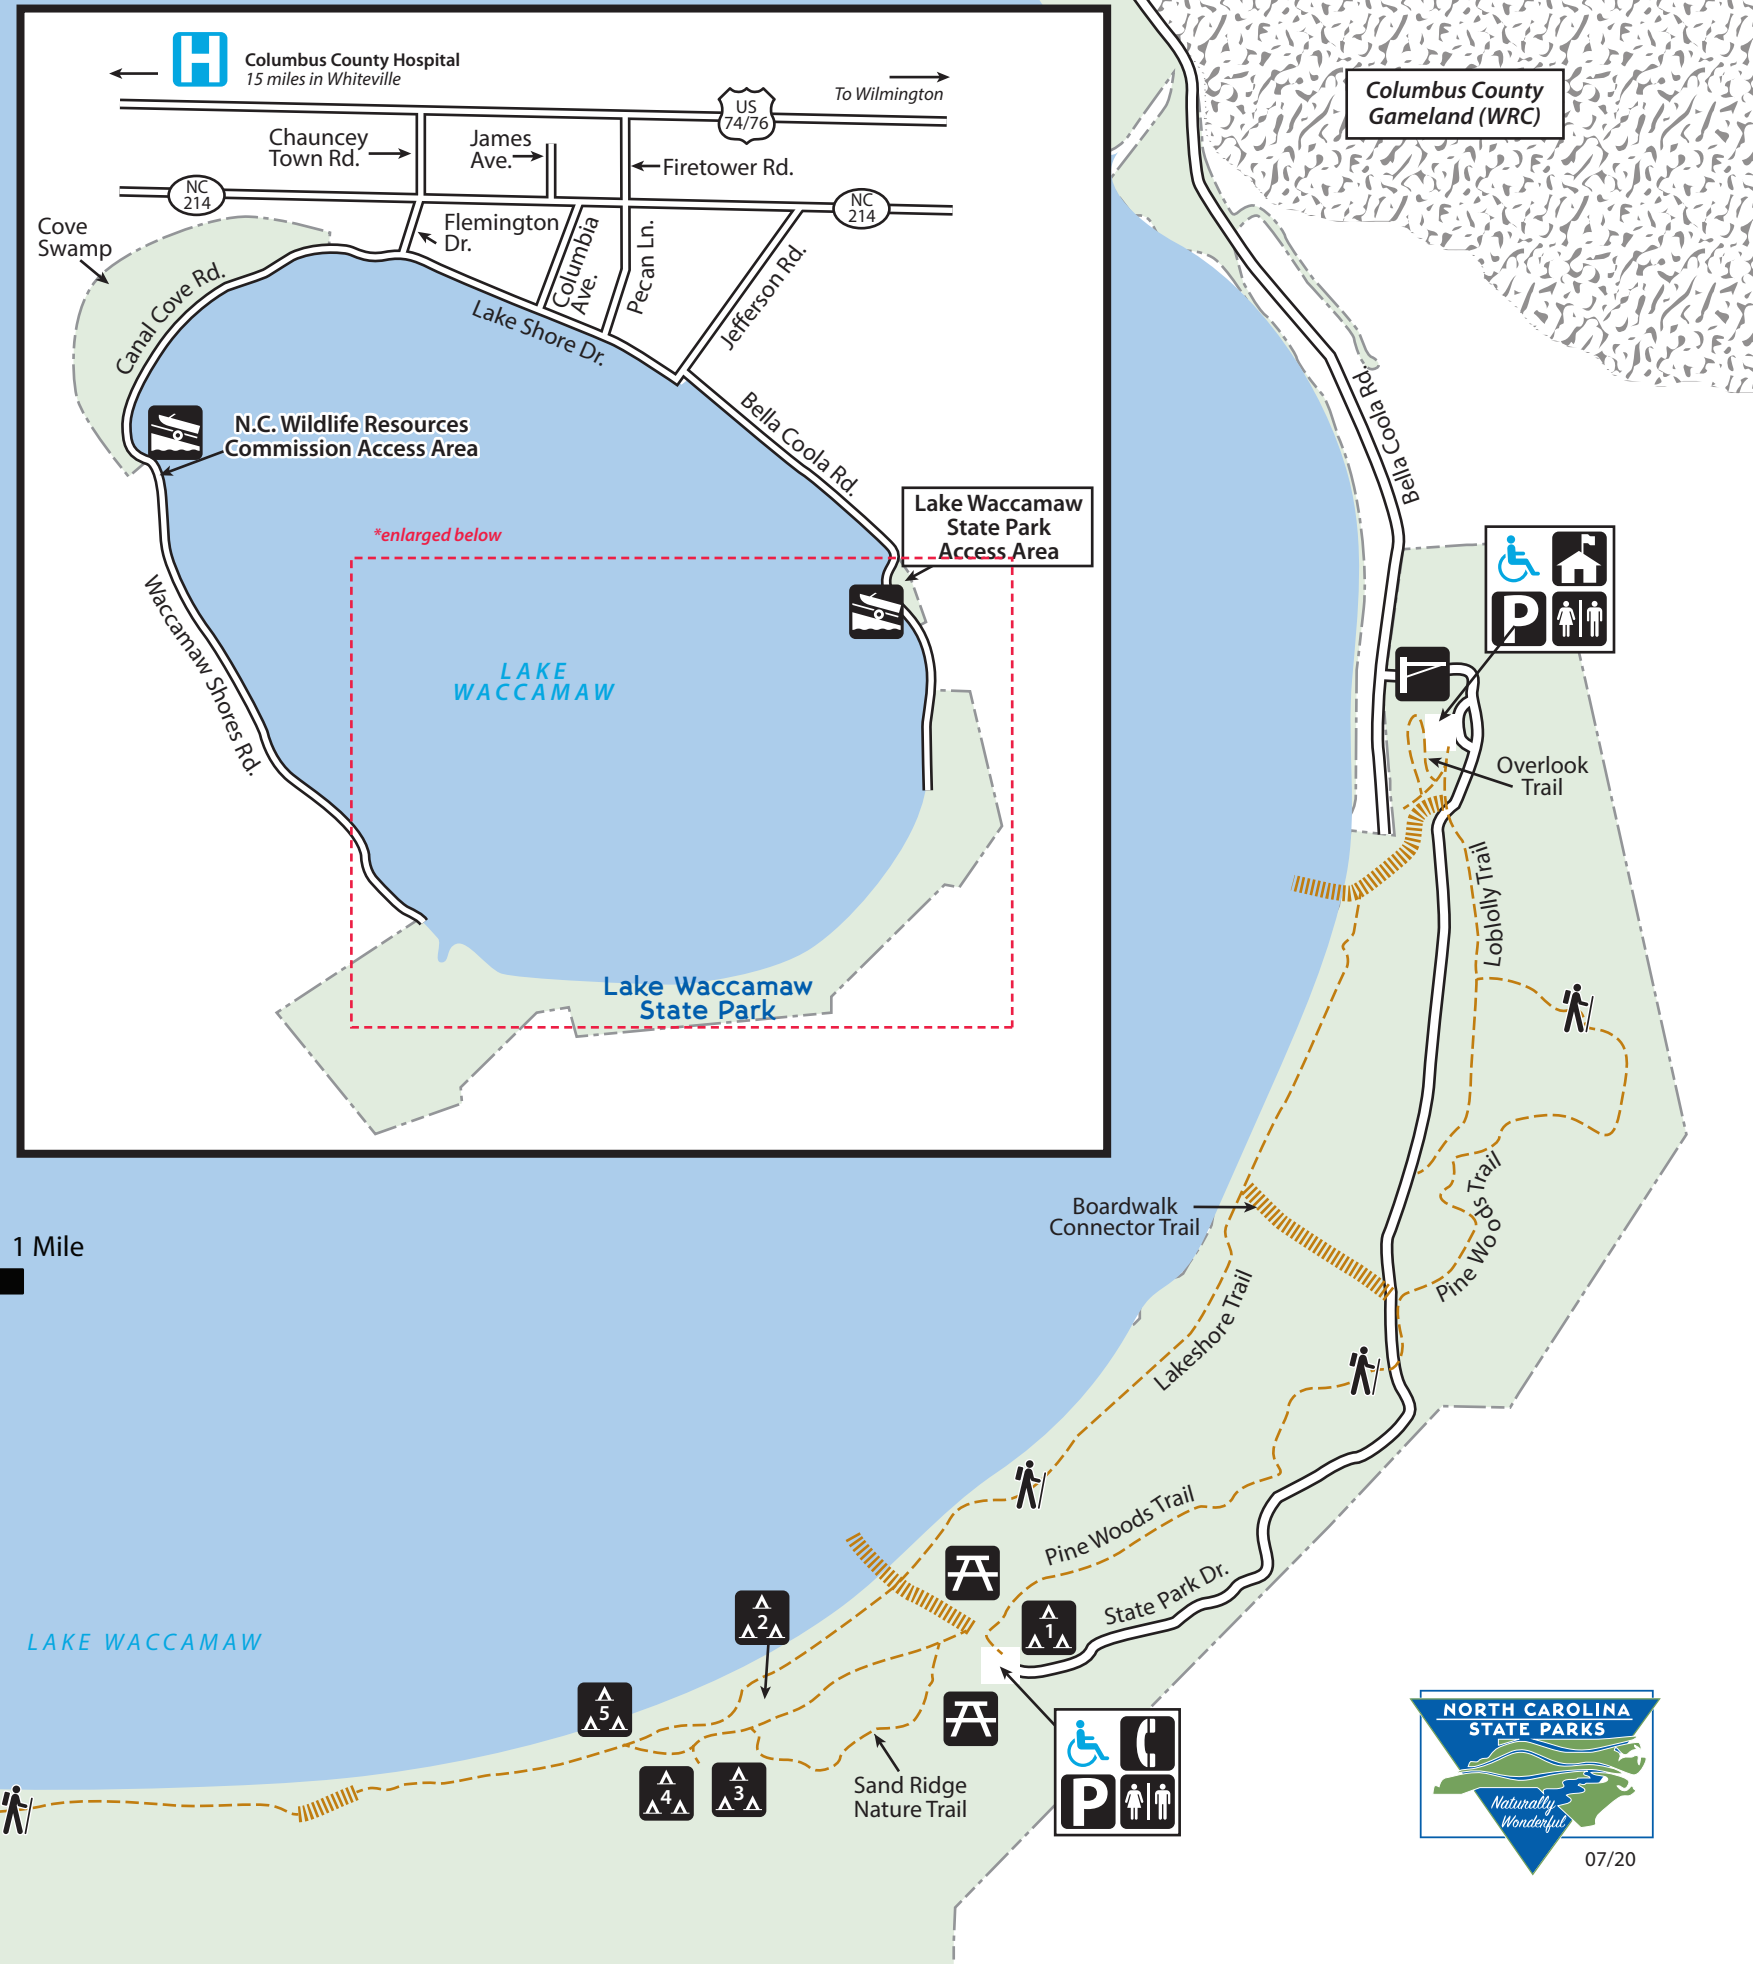 Columbus County Hospital
15 miles in Whiteville
To Wilmington
US
74/76
Chauncey
Town Rd.
James
Ave.
Firetower Rd.
NC
214
NC
214
Cove
Swamp
Flemington
Dr.
Columbia
Ave.
Pecan Ln.
Jefferson Rd.
Canal Cove Rd.
Lake Shore Dr.
Bella Coola Rd.
N.C. Wildlife Resources
Commission Access Area
Lake Waccamaw
State Park
Access Area
*enlarged below
Waccamaw Shores Rd.
LAKE
WACCAMAW
Lake Waccamaw
State Park
Columbus County
Gameland (WRC)
Bella Coola Rd.
P
Overlook
Trail
Loblolly Trail
Boardwalk
Connector Trail
Pine Woods Trail
1 Mile
Lakeshore Trail
Pine Woods Trail
State Park Dr.
LAKE WACCAMAW
2
1
5
4
3
Sand Ridge
Nature Trail
P
NORTH CAROLINA
STATE PARKS
Naturally
Wonderful
07/20
H